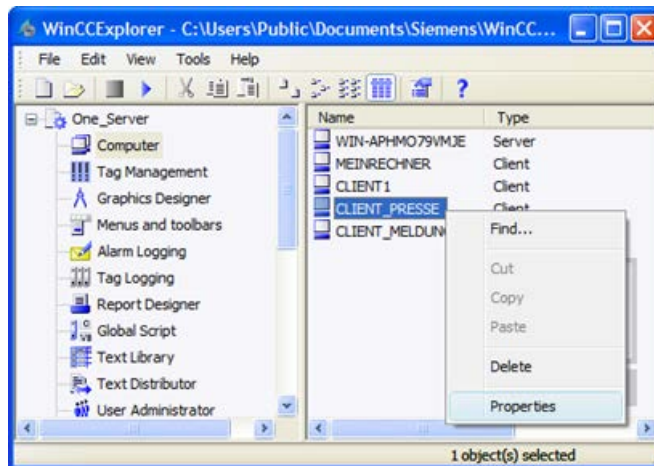 WinCCExplorer - C:\Users\Public\Documents\Siemens\WinCC...
File Edit View Tools Help
One_Server
Computer
Tag Management
Graphics Designer
Menus and toolbars
Alarm Logging
Tag Logging
Report Designer
Global Script
Text Library
Text Distributor
User Administrator
Name Type
WIN-APHMO79VMJE Server
MEINRECHNER Client
CLIENT1 Client
CLIENT_PRESSE Client
CLIENT_MELDUN
Find...
Cut
Copy
Paste
Delete
Properties
1 object(s) selected